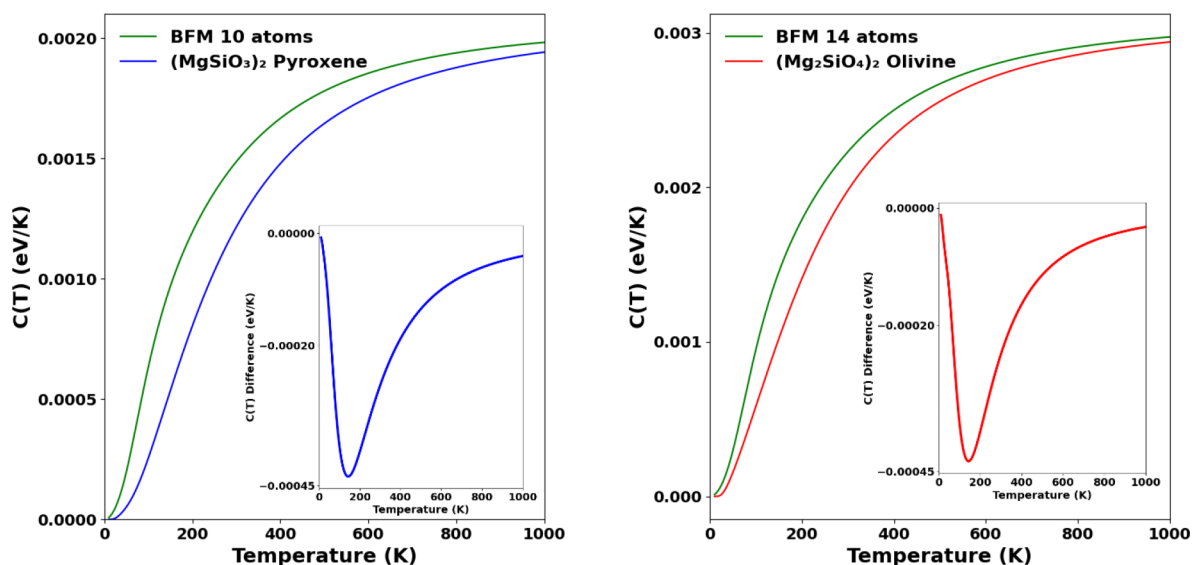 BFM 10 atoms
(MgSiO₃)₂ Pyroxene
C(T) (eV/K)
0.0020
0.0015
0.0010
0.0005
0.0000
0 200 400 600 800 1000
Temperature (K)
C(T) Difference (eV/K)
0.00000
−0.00020
−0.00045
0 200 400 600 800 1000
Temperature (K)
BFM 14 atoms
(Mg₂SiO₄)₂ Olivine
C(T) (eV/K)
0.003
0.002
0.001
0.000
0 200 400 600 800 1000
Temperature (K)
C(T) Difference (eV/K)
0.00000
−0.00020
−0.00045
0 200 400 600 800 1000
Temperature (K)